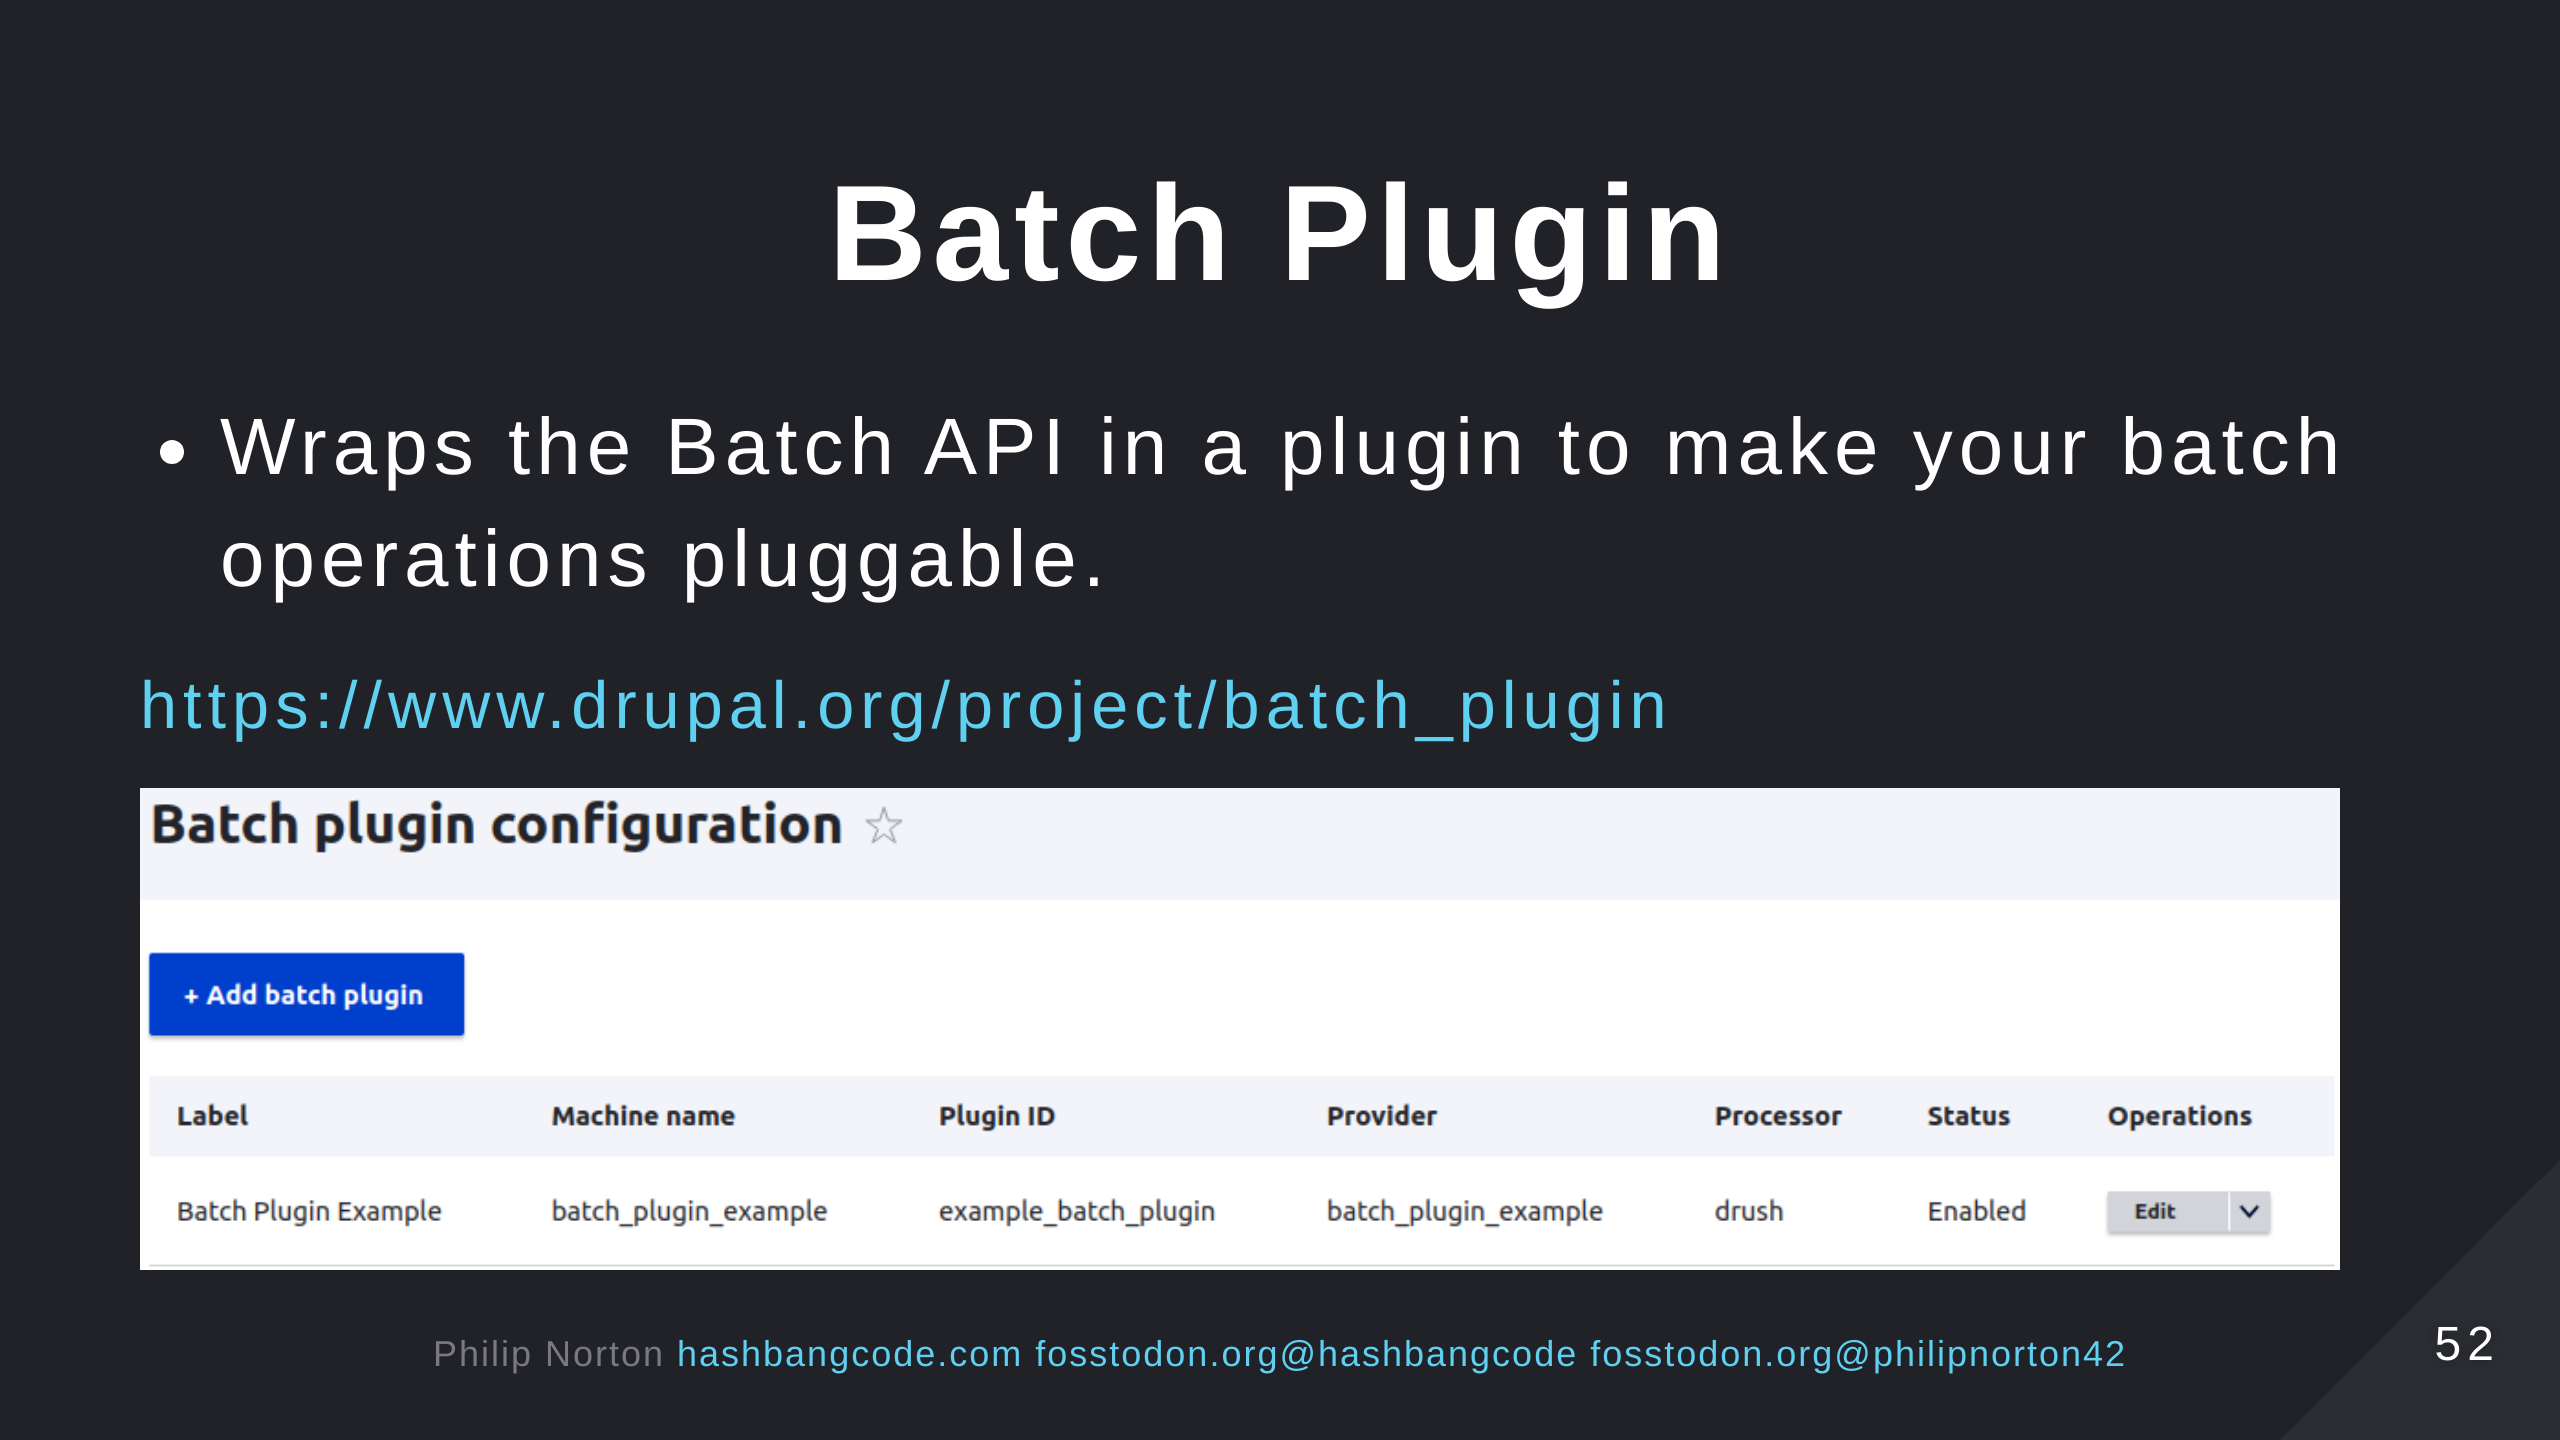 Batch Plugin
• Wraps the Batch API in a plugin to make your batch
operations pluggable.
https://www.drupal.org/project/batch_plugin
Batch plugin configuration ☆
+ Add batch plugin
Label Machine name Plugin ID Provider Processor Status Operations
Batch Plugin Example batch_plugin_example example_batch_plugin batch_plugin_example drush Enabled Edit
Philip Norton hashbangcode.com fosstodon.org@hashbangcode fosstodon.org@philipnorton42
52